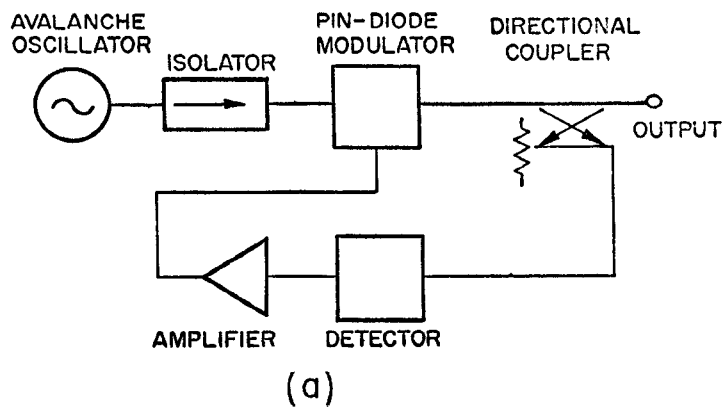 AVALANCHE
OSCILLATOR
ISOLATOR
PIN-DIODE
MODULATOR
DIRECTIONAL
COUPLER
OUTPUT
AMPLIFIER
DETECTOR
(a)